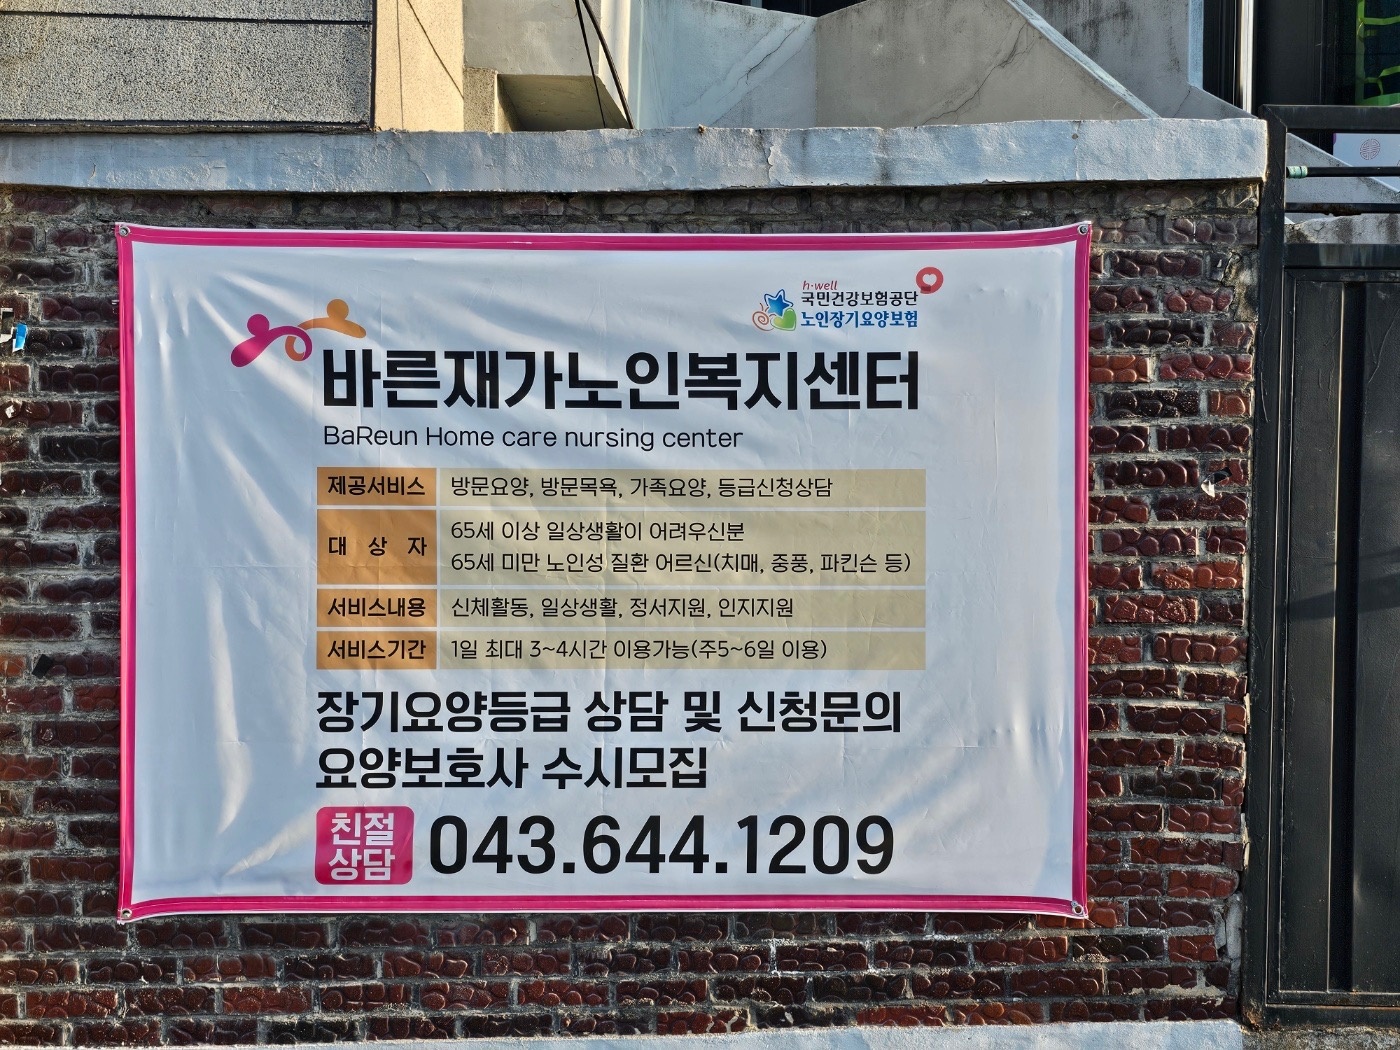 h·well
국민건강보험공단
노인장기요양보험
바른재가노인복지센터
BaReun Home care nursing center
제공서비스 방문요양, 방문목욕, 가족요양, 등급신청상담
대 상 자 65세 이상 일상생활이 어려우신분
65세 미만 노인성 질환 어르신(치매, 중풍, 파킨슨 등)
서비스내용 신체활동, 일상생활, 정서지원, 인지지원
서비스기간 1일 최대 3~4시간 이용가능(주5~6일 이용)
장기요양등급 상담 및 신청문의
요양보호사 수시모집
친절
상담
043.644.1209